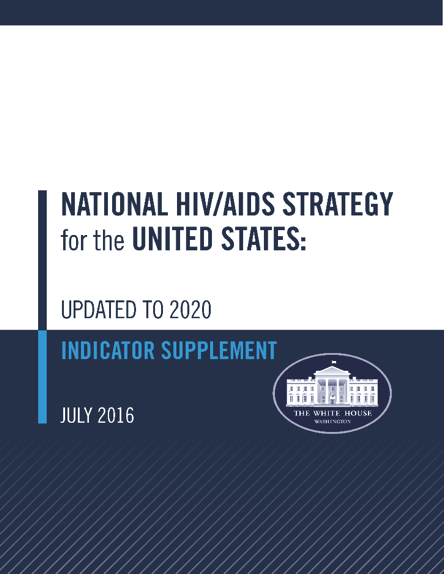 NATIONAL HIV/AIDS STRATEGY
for the UNITED STATES:
UPDATED TO 2020
INDICATOR SUPPLEMENT
JULY 2016
THE WHITE HOUSE
WASHINGTON